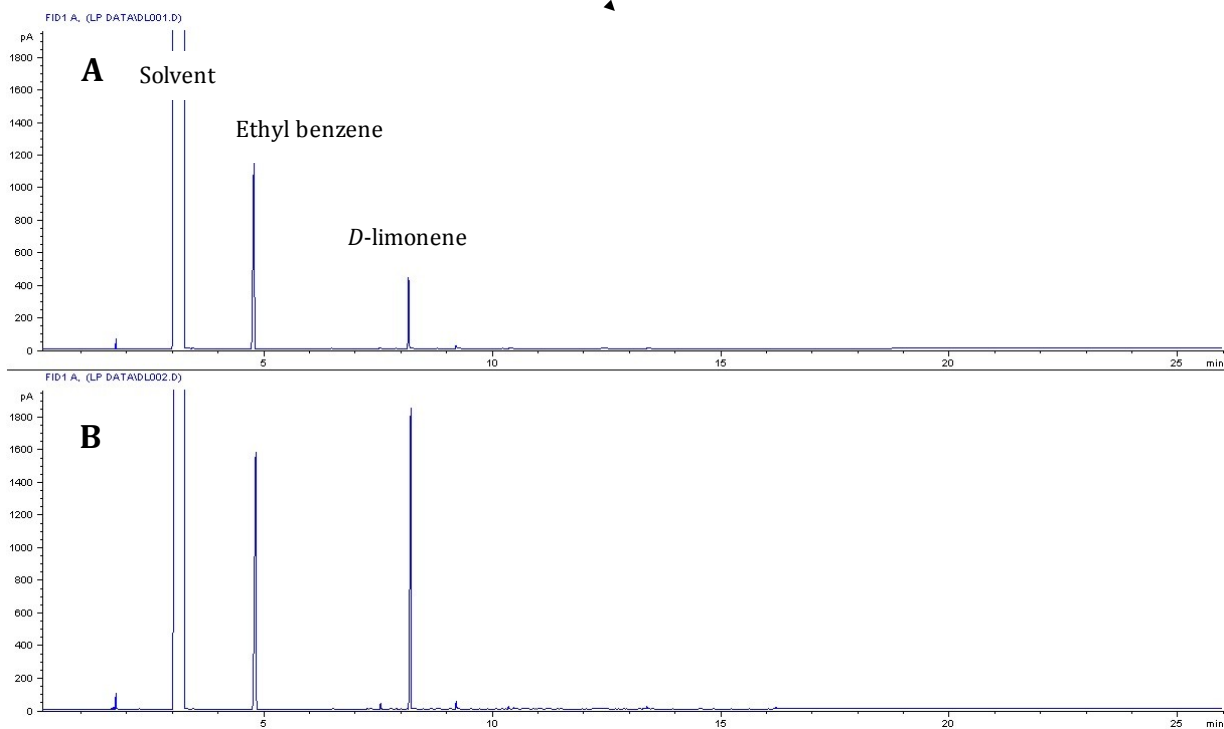 FID1 A, (LP DATA\DL001.D)
pA
1800
A
Solvent
1600
1400
Ethyl benzene
1200
1000
800
D-limonene
600
400
200
0
5 10 15 20 25 min
FID1 A, (LP DATA\DL002.D)
pA
1800
B
1600
1400
1200
1000
800
600
400
200
0
5 10 15 20 25 min